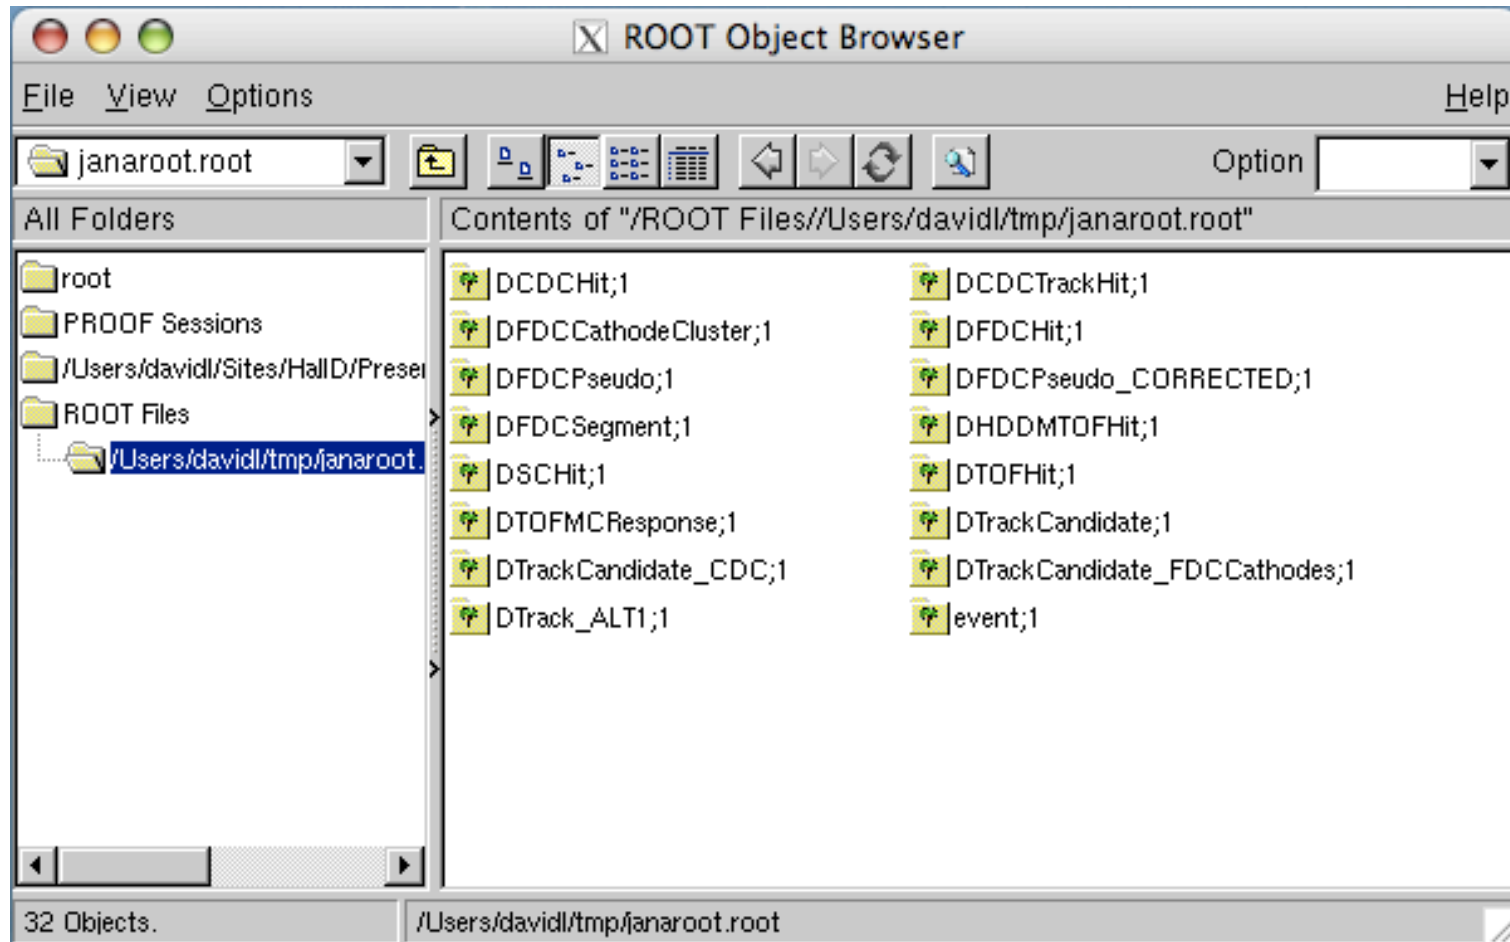 ROOT Object Browser
File View Options Help
janaroot.root Option
All Folders
Contents of "/ROOT Files//Users/davidl/tmp/janaroot.root"
root
PROOF Sessions
/Users/davidl/Sites/HallD/Preser
ROOT Files
/Users/davidl/tmp/janaroot.
DCDCHit;1 DCDCTrackHit;1
DFDCCathodeCluster;1 DFDCHit;1
DFDCPseudo;1 DFDCPseudo_CORRECTED;1
DFDCSegment;1 DHDDMTOFHit;1
DSCHit;1 DTOFHit;1
DTOFMCResponse;1 DTrackCandidate;1
DTrackCandidate_CDC;1 DTrackCandidate_FDCCathodes;1
DTrack_ALT1;1 event;1
32 Objects. /Users/davidl/tmp/janaroot.root